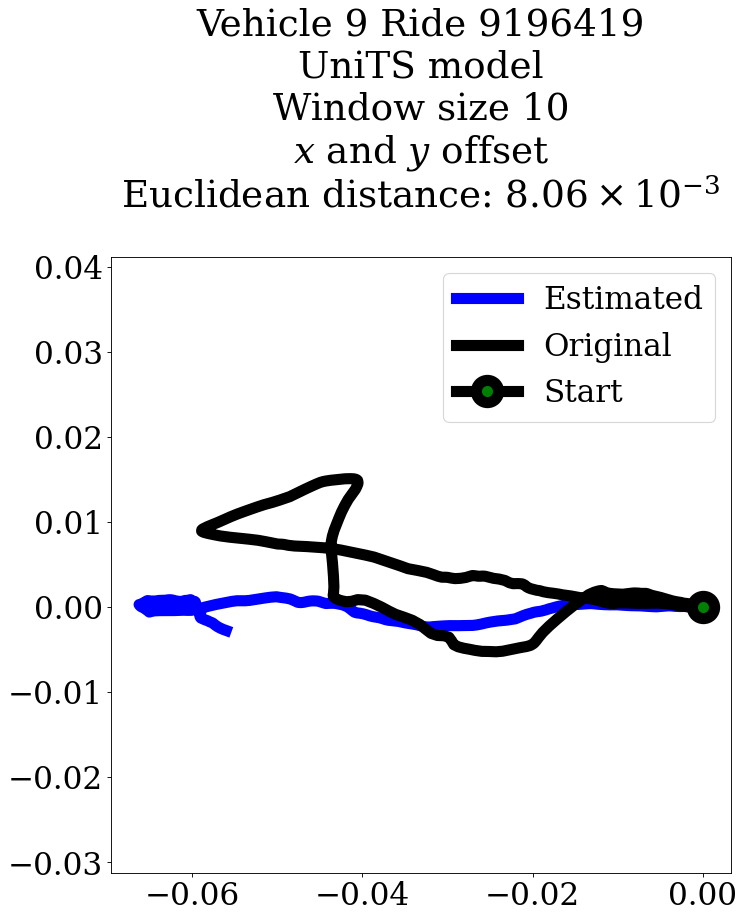 Vehicle 9 Ride 9196419
UniTS model
Window size 10
x and y offset
Euclidean distance: 8.06 × 10⁻³
Estimated
Original
Start
0.04
0.03
0.02
0.01
0.00
−0.01
−0.02
−0.03
−0.06 −0.04 −0.02 0.00